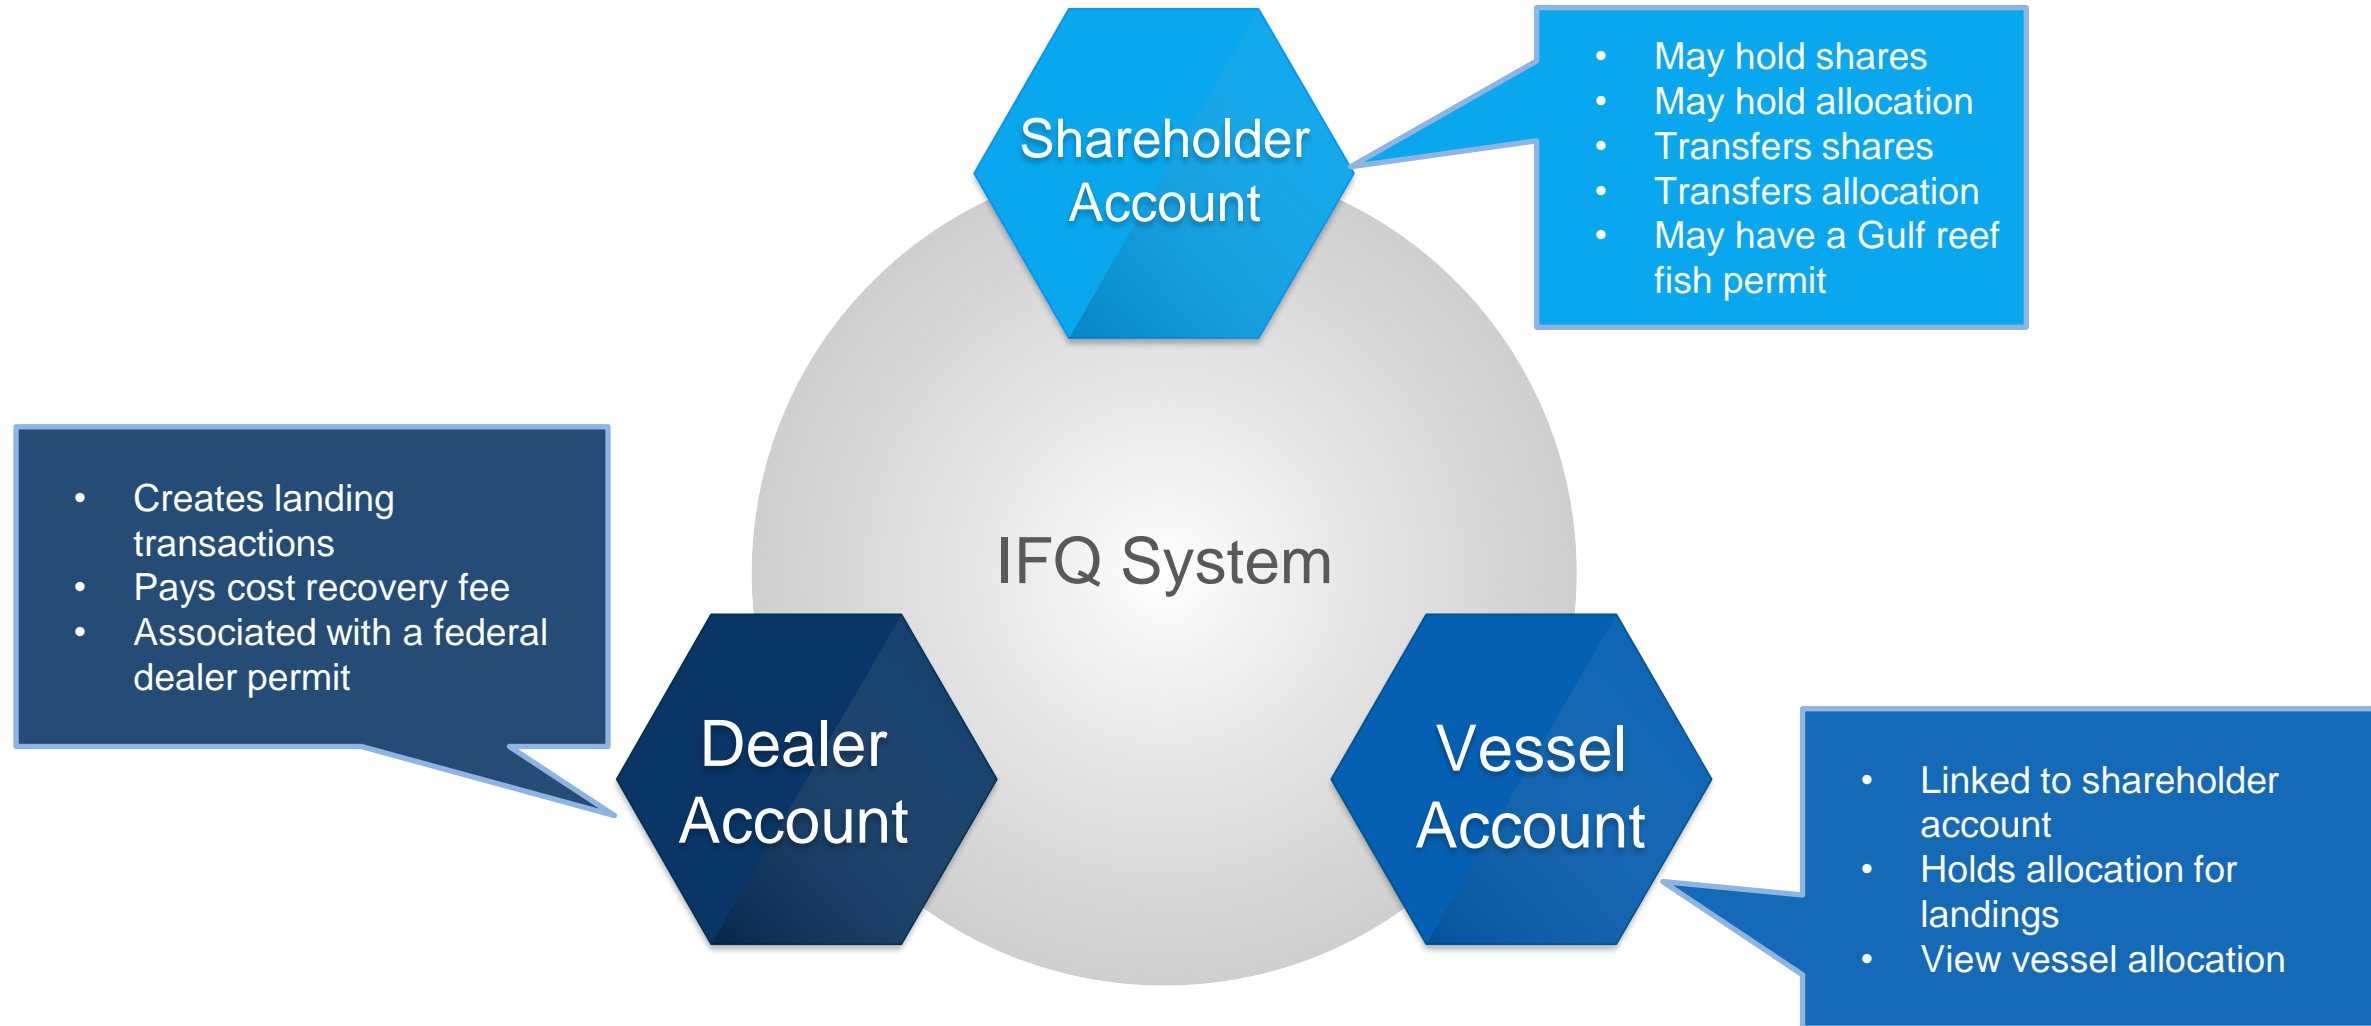 Shareholder
Account
• May hold shares
• May hold allocation
• Transfers shares
• Transfers allocation
• May have a Gulf reef
fish permit
IFQ System
• Creates landing
transactions
• Pays cost recovery fee
• Associated with a federal
dealer permit
Dealer
Account
Vessel
Account
• Linked to shareholder
account
• Holds allocation for
landings
• View vessel allocation